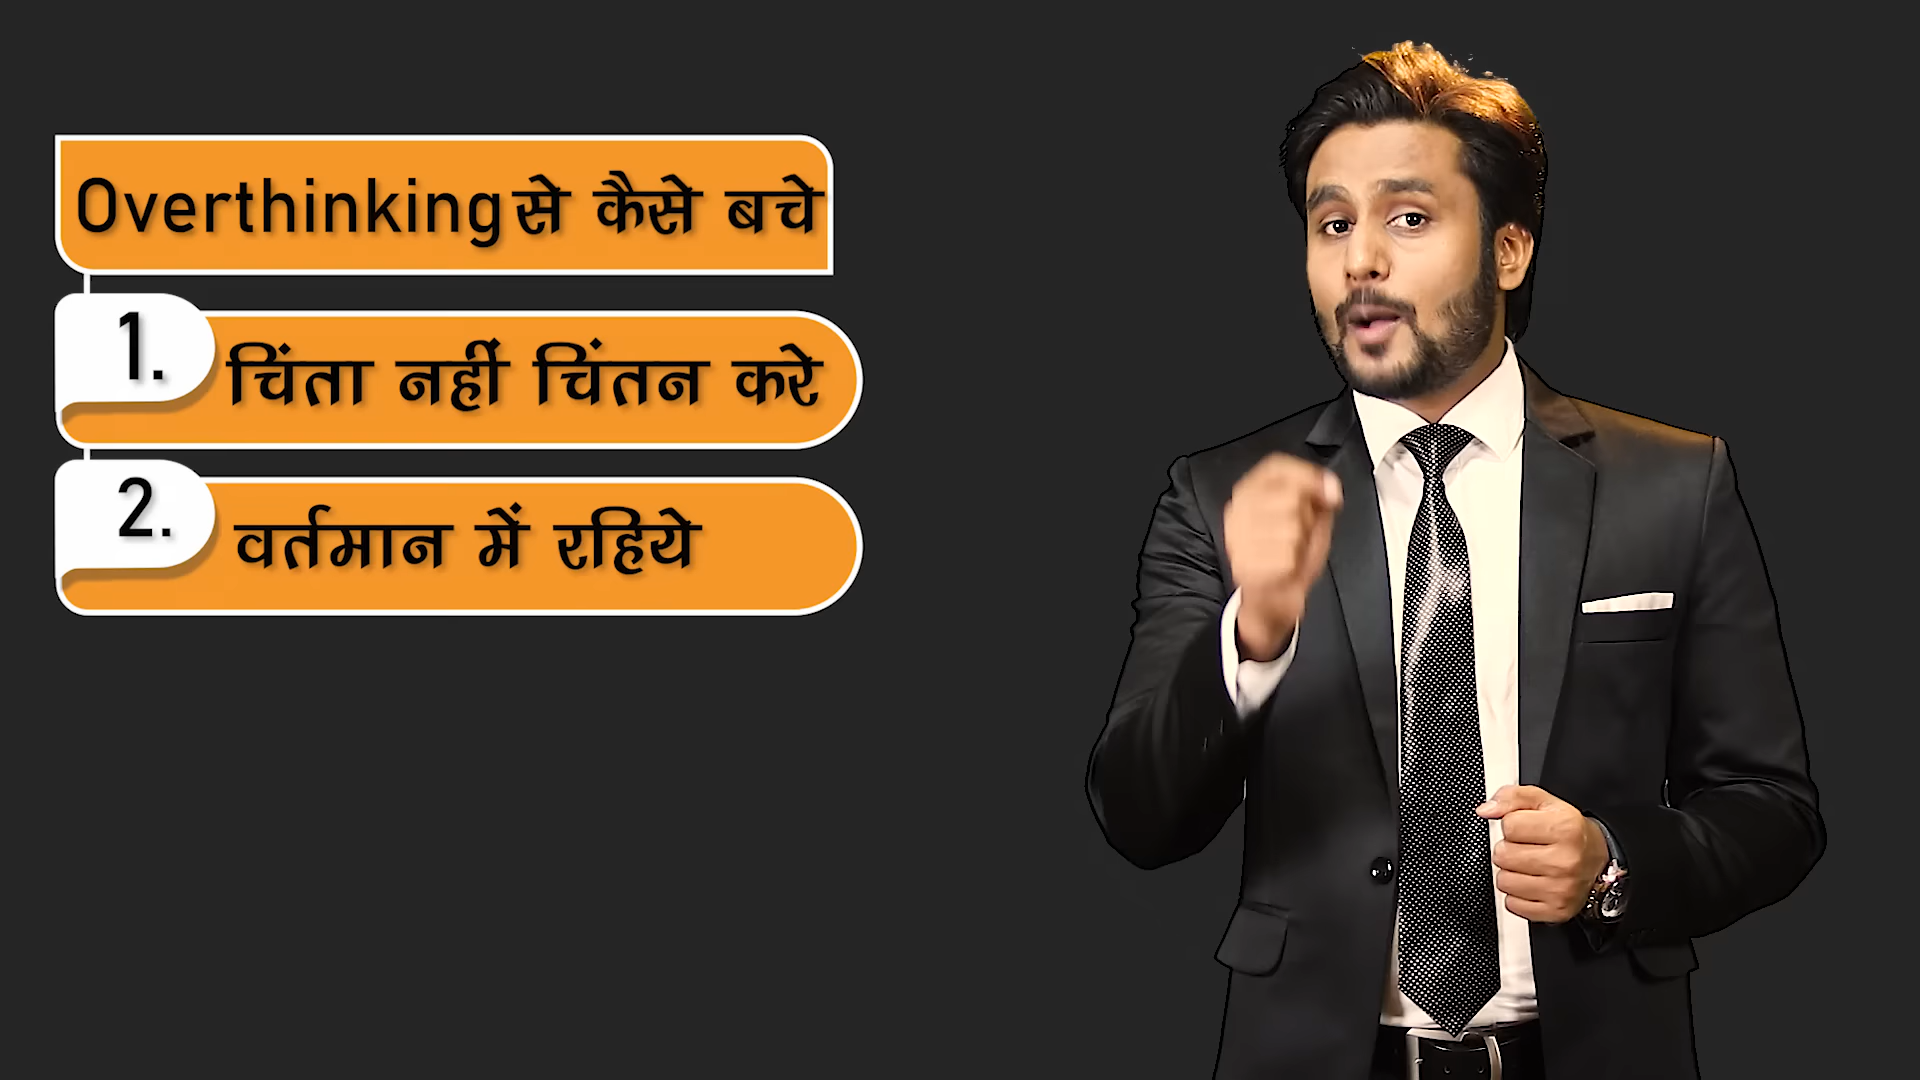 Overthinking से कैसे बचे
1.
चिंता नहीं चिंतन करे
2.
वर्तमान में रहिये